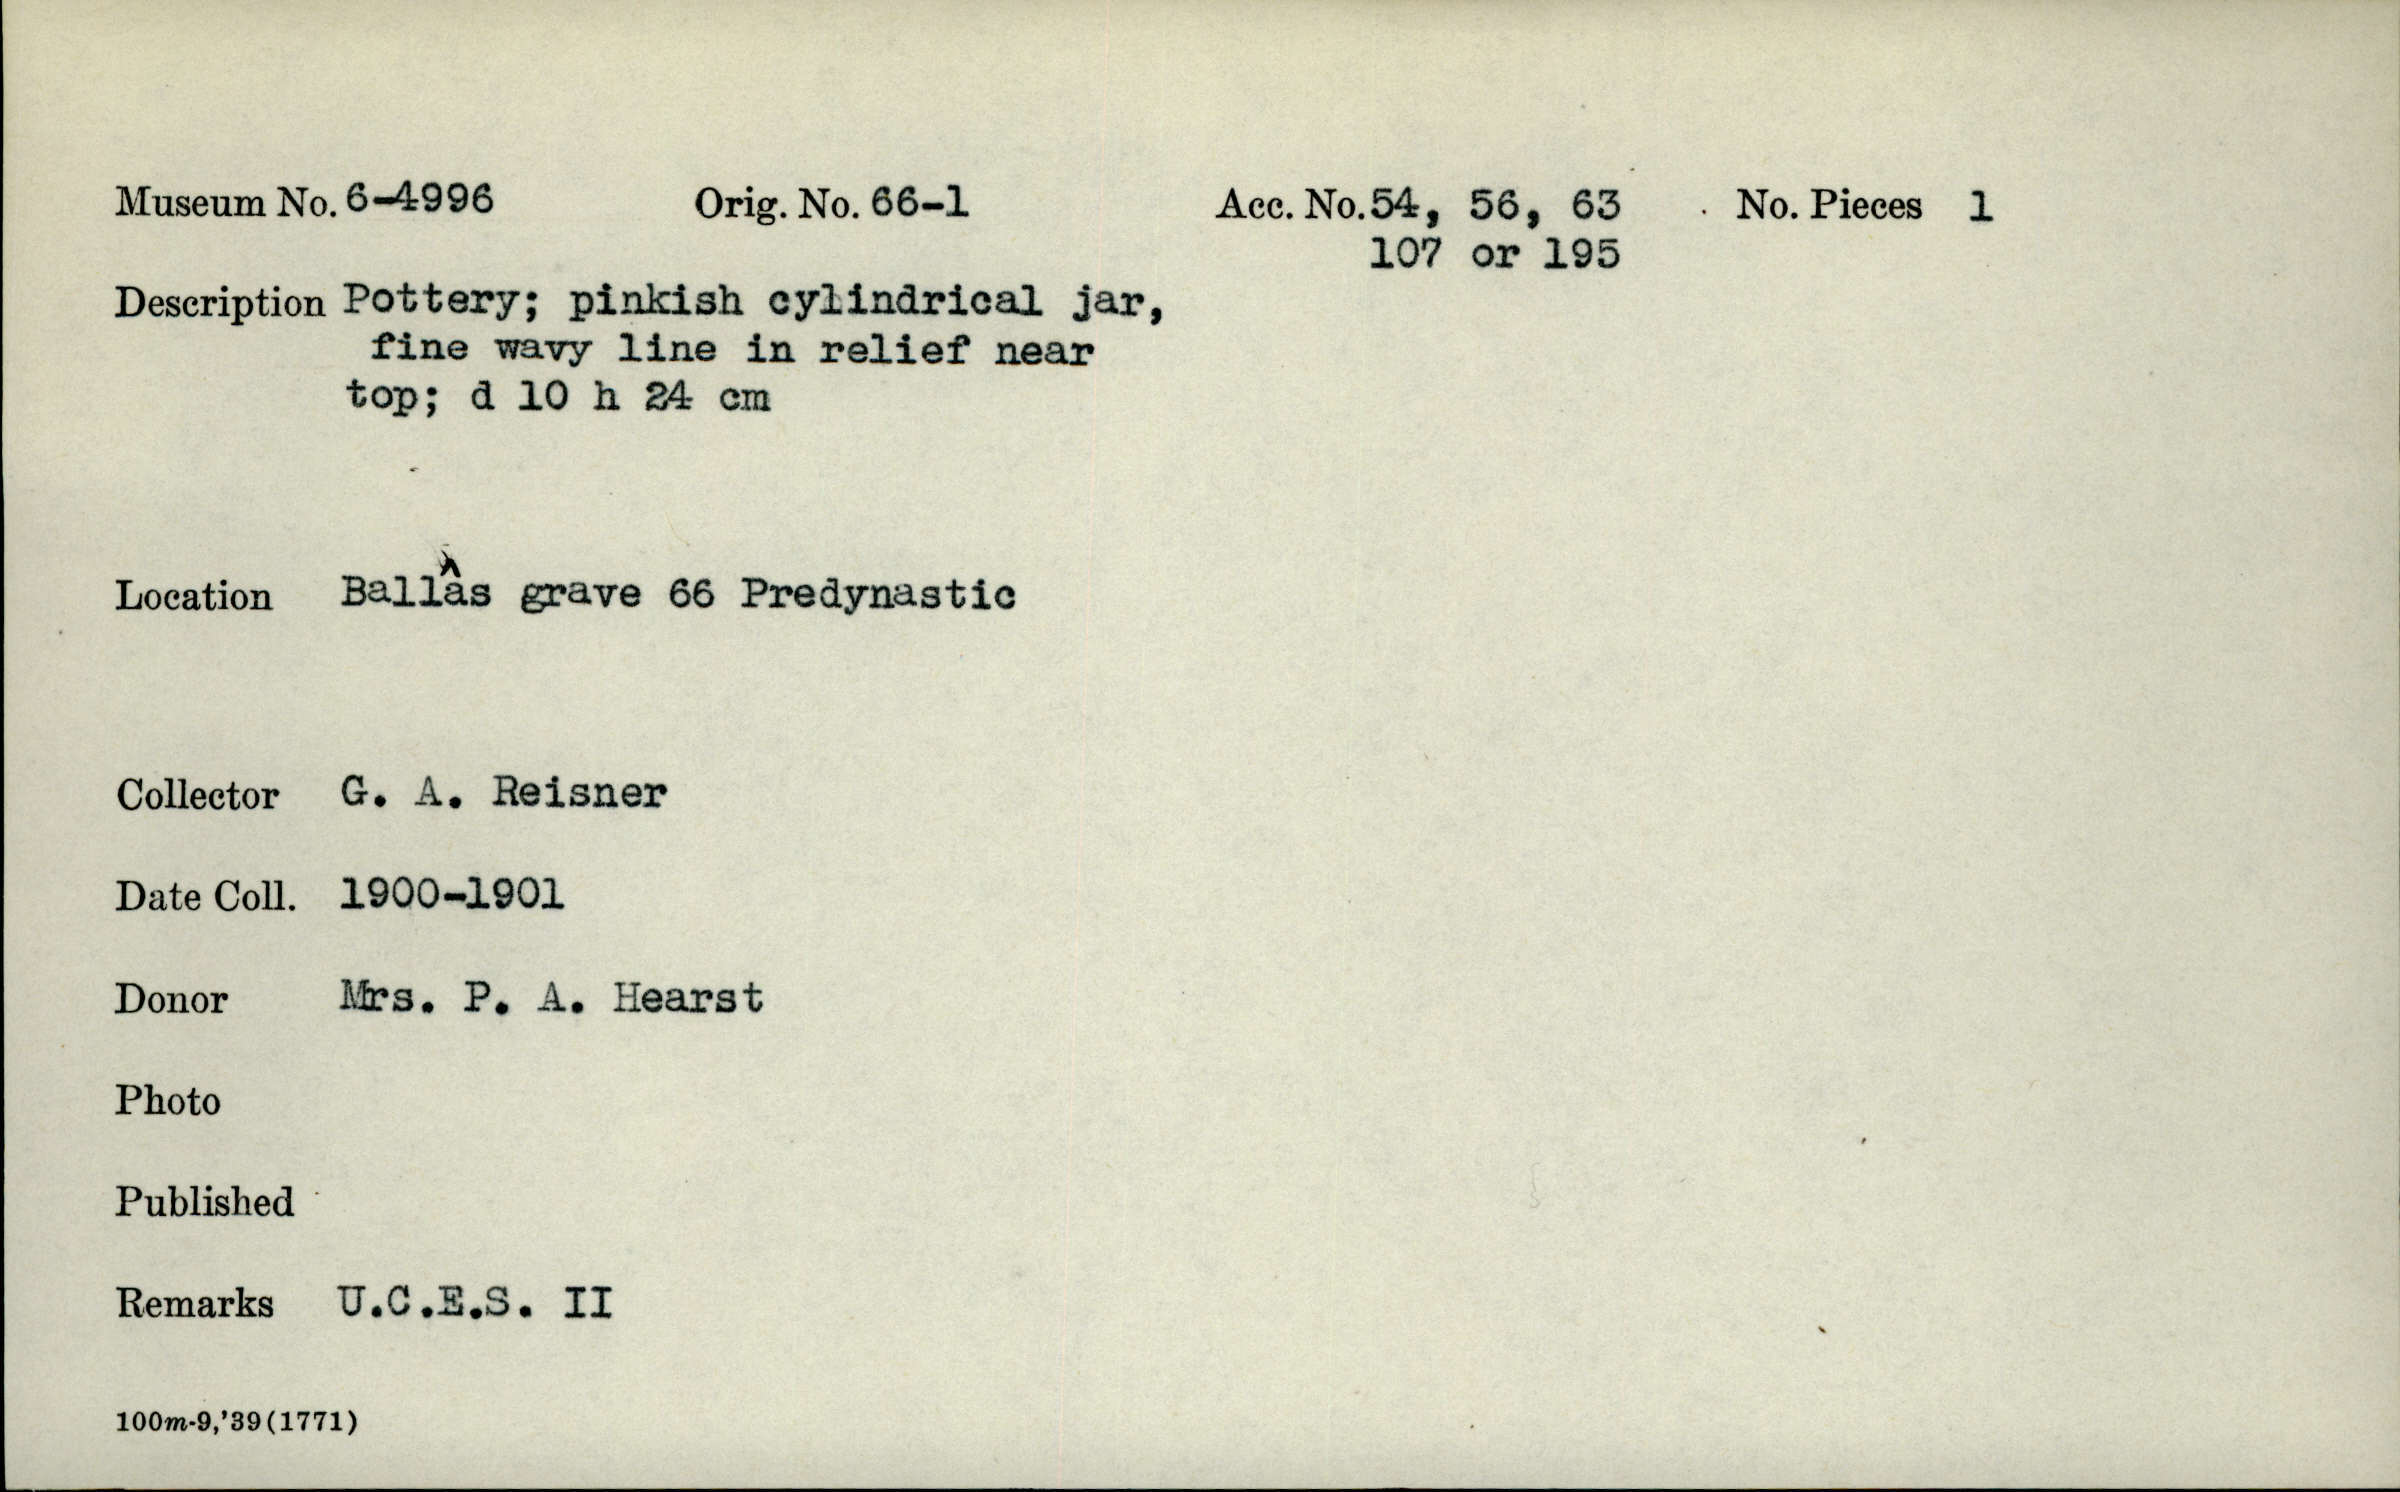 Museum No. 6-4996 Orig. No. 66-1 Acc. No. 54, 56, 63 No. Pieces 1
107 or 195
Description Pottery; pinkish cylindrical jar,
fine wavy line in relief near
top; d 10 h 24 cm
Location Ballâs grave 66 Predynastic
Collector G. A. Reisner
Date Coll. 1900-1901
Donor Mrs. P. A. Hearst
Photo
Published
Remarks U.C.E.S. II
100m-9,'39(1771)